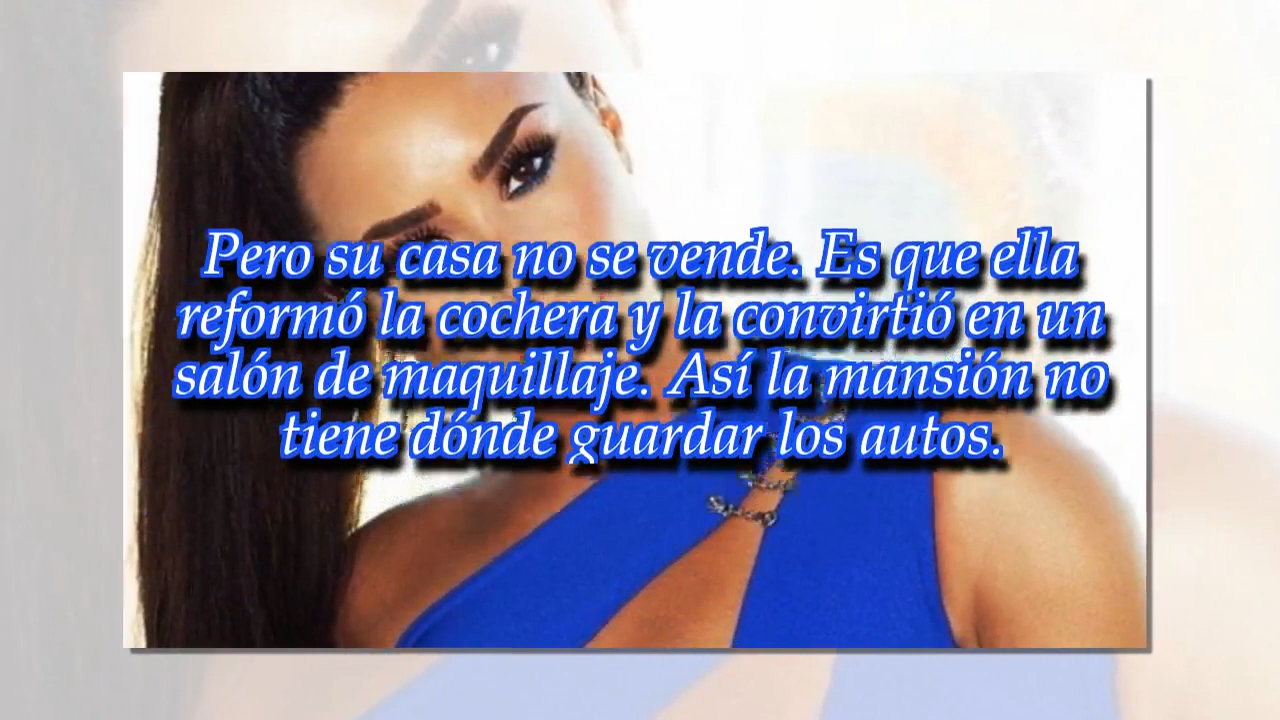 Pero su casa no se vende. Es que ella
reformó la cochera y la convirtió en un
salón de maquillaje. Así la mansión no
tiene dónde guardar los autos.